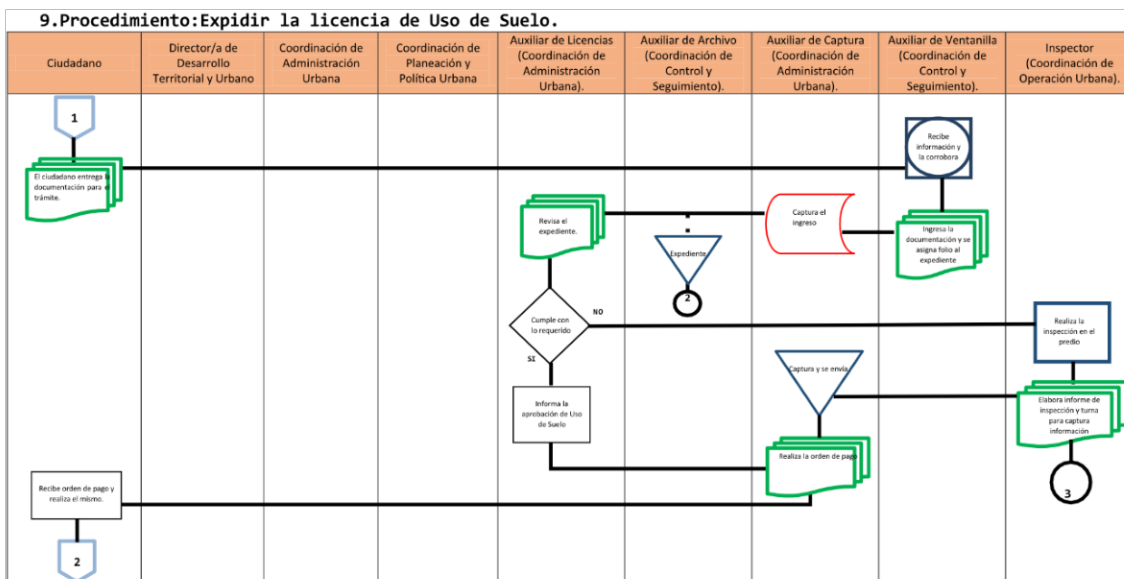 9.Procedimiento:Expidir la licencia de Uso de Suelo.
Ciudadano
Director/a de
Desarrollo
Territorial y Urbano
Coordinación de
Administración
Urbana
Coordinación de
Planeación y
Política Urbana
Auxiliar de Licencias
(Coordinación de
Administración
Urbana).
Auxiliar de Archivo
(Coordinación de
Control y
Seguimiento).
Auxiliar de Captura
(Coordinación de
Administración
Urbana).
Auxiliar de Ventanilla
(Coordinación de
Control y
Seguimiento).
Inspector
(Coordinación de
Operación Urbana).
1
Recibe
información y
la corrobora
El ciudadano entrega la
documentación para el
trámite.
Revisa el
expediente.
Captura el
ingreso
Ingresa la
documentación y se
asigna folio al
expediente
Expediente
2
Cumple con
lo requerido
NO
SI
Realiza la
inspección en el
predio
Captura y se envía
Informa la
aprobación de Uso
de Suelo
Elabora informe de
inspección y turna
para captura
información
Realiza la orden de pago
3
Recibe orden de pago y
realiza el mismo.
2